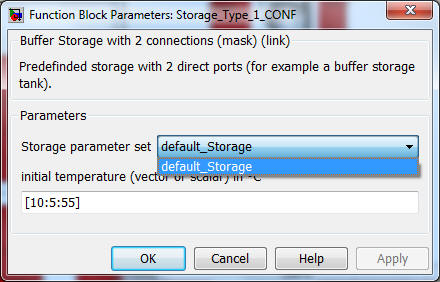 Function Block Parameters: Storage_Type_1_CONF
Buffer Storage with 2 connections (mask) (link)
Predefinded storage with 2 direct ports (for example a buffer storage
tank).
Parameters
Storage parameter set default_Storage
default_Storage
initial temperature (vector or scalar) in °C
[10:5:55]
OK Cancel Help Apply